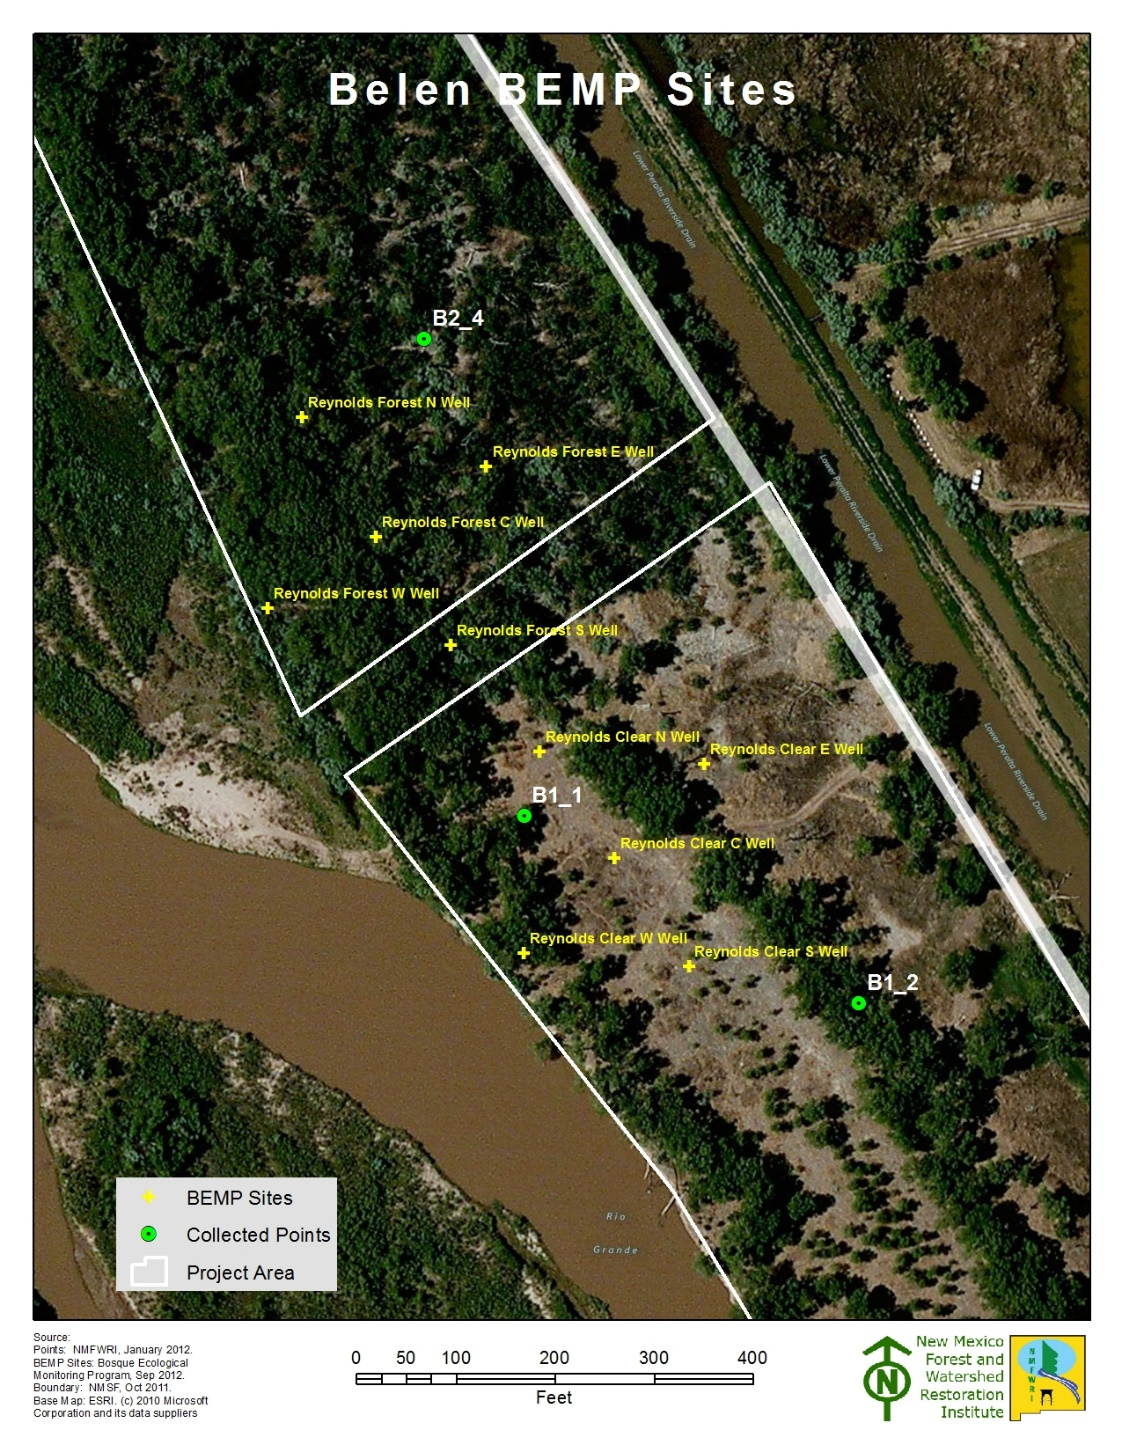 Belen BEMP Sites
Lower Peralta Riverside Drain
B2_4
Reynolds Forest N Well
Reynolds Forest E Well
Lower Peralta Riverside Drain
Reynolds Forest C Well
Reynolds Forest W Well
Reynolds Forest S Well
Reynolds Clear N Well
Reynolds Clear E Well
Lower Peralta Riverside Drain
B1_1
Reynolds Clear C Well
Reynolds Clear W Well
Reynolds Clear S Well
B1_2
BEMP Sites
Collected Points
Project Area
Rio
Grande
Source:
Points: NMFWRI, January 2012.
BEMP Sites: Bosque Ecological
Monitoring Program, Sep 2012.
Boundary: NMSF, Oct 2011.
Base Map: ESRI. (c) 2010 Microsoft
Corporation and its data suppliers
0 50 100 200 300 400
Feet
N
New Mexico
Forest and
Watershed
Restoration
Institute
NMFWRI